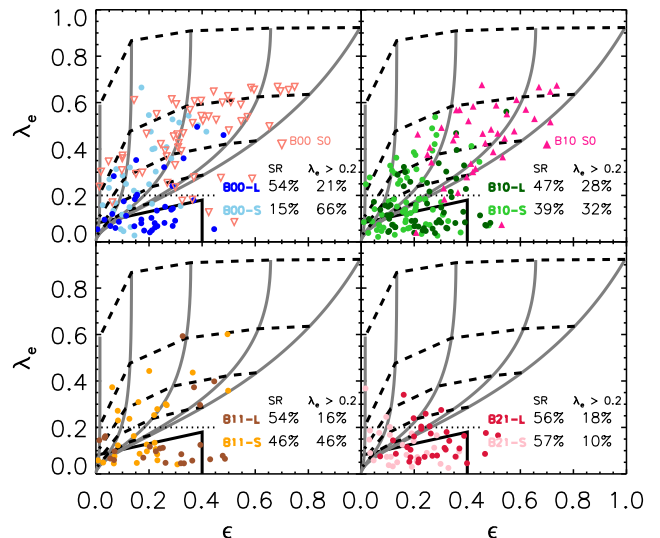 1.0
0.8
0.6
0.4
0.2
0.0
λe
B00 S0
SR λe > 0.2
B00-L 54% 21%
B00-S 15% 66%
B10 S0
SR λe > 0.2
B10-L 47% 28%
B10-S 39% 32%
0.8
0.6
0.4
0.2
0.0
λe
SR λe > 0.2
B11-L 54% 16%
B11-S 46% 46%
SR λe > 0.2
B21-L 56% 18%
B21-S 57% 10%
0.0 0.2 0.4 0.6 0.8 0.0 0.2 0.4 0.6 0.8 1.0
ϵ ϵ